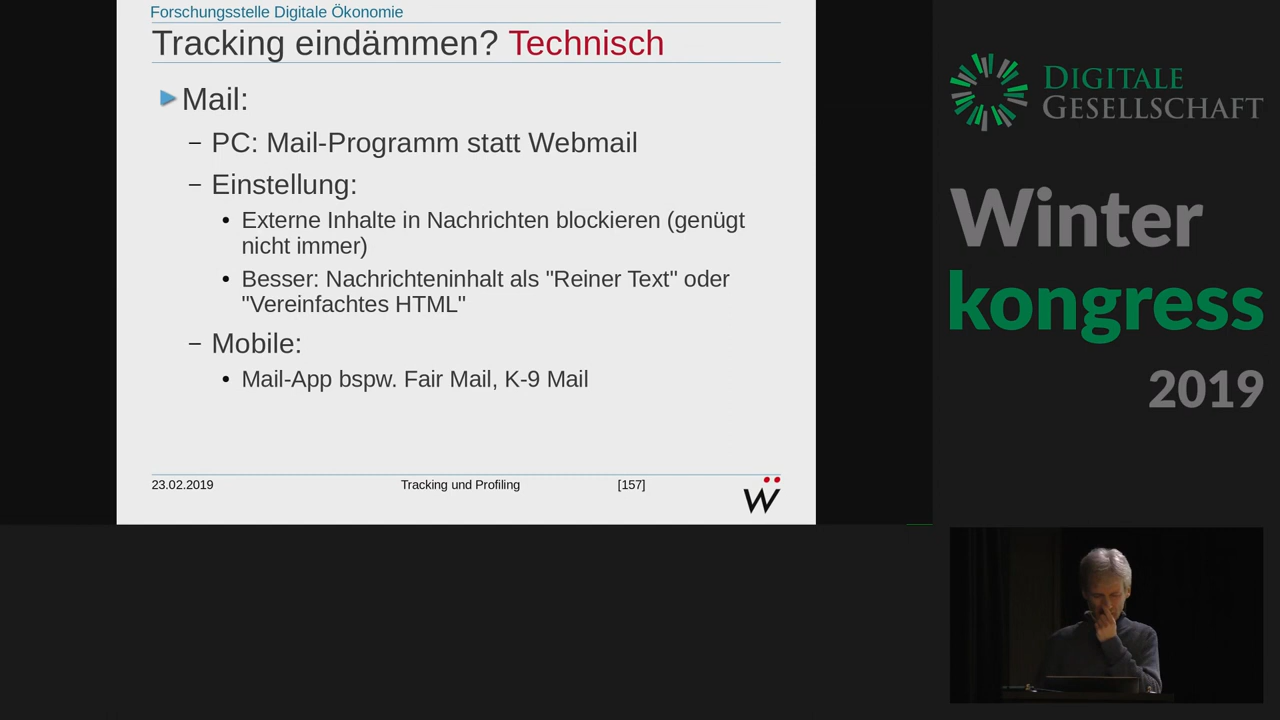 Forschungsstelle Digitale Ökonomie
Tracking eindämmen? Technisch
Mail:
– PC: Mail-Programm statt Webmail
– Einstellung:
• Externe Inhalte in Nachrichten blockieren (genügt
nicht immer)
• Besser: Nachrichteninhalt als "Reiner Text" oder
"Vereinfachtes HTML"
– Mobile:
• Mail-App bspw. Fair Mail, K-9 Mail
23.02.2019 Tracking und Profiling [157]
DIGITALE
GESELLSCHAFT
Winter
kongress
2019